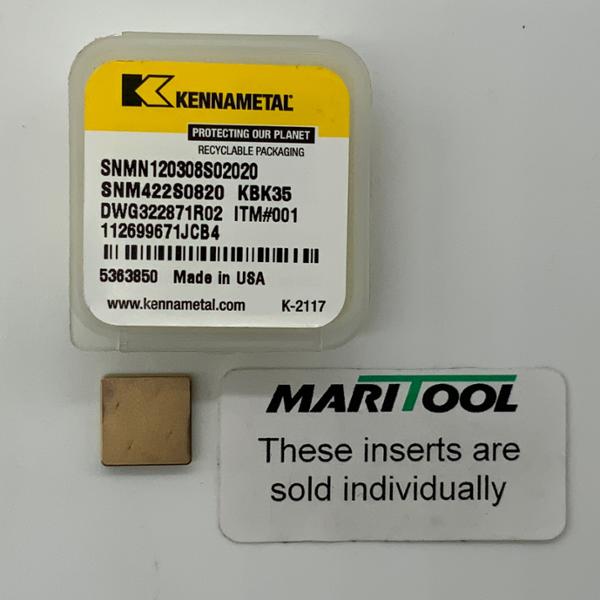 KENNAMETAL
PROTECTING OUR PLANET
RECYCLABLE PACKAGING
SNMN120308S02020
SNM422S0820 KBK35
DWG322871R02 ITM#001
112699671JCB4
5363850 Made in USA
www.kennametal.com K-2117
MARITOOL
These inserts are
sold individually